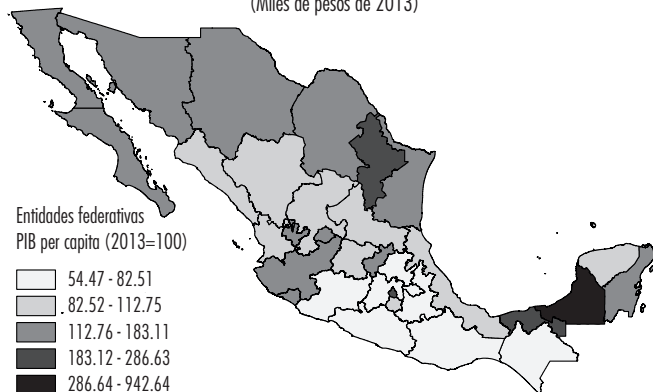 (Miles de pesos de 2013)
Entidades federativas
PIB per capita (2013=100)
54.47 - 82.51
82.52 - 112.75
112.76 - 183.11
183.12 - 286.63
286.64 - 942.64